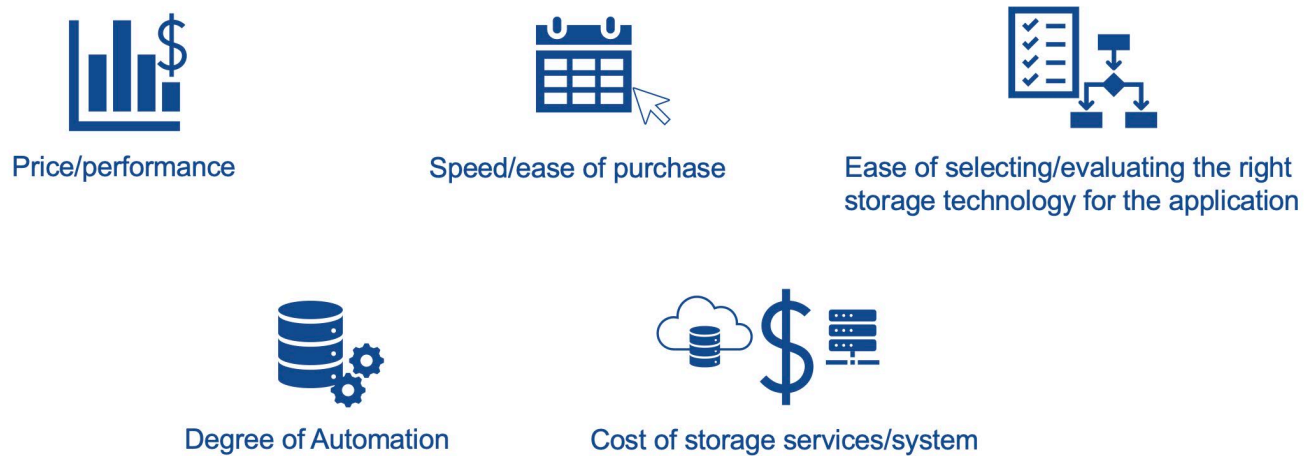 Price/performance
Speed/ease of purchase
Ease of selecting/evaluating the right
storage technology for the application
Degree of Automation
Cost of storage services/system